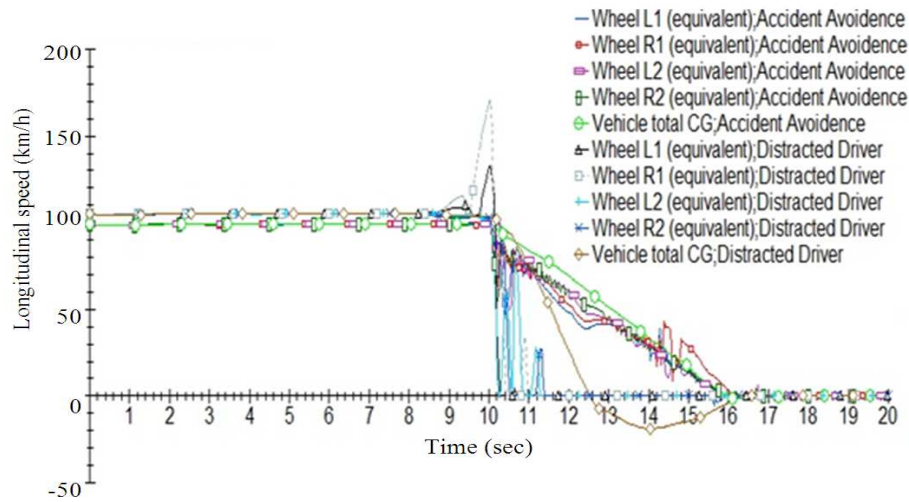 Wheel L1 (equivalent);Accident Avoidence
Wheel R1 (equivalent);Accident Avoidence
Wheel L2 (equivalent);Accident Avoidence
Wheel R2 (equivalent);Accident Avoidence
Vehicle total CG;Accident Avoidence
Wheel L1 (equivalent);Distracted Driver
Wheel R1 (equivalent);Distracted Driver
Wheel L2 (equivalent);Distracted Driver
Wheel R2 (equivalent);Distracted Driver
Vehicle total CG;Distracted Driver
Longitudinal speed (km/h)
200
150
100
50
0
-50
1 2 3 4 5 6 7 8 9 10 11 12 13 14 15 16 17 18 19 20
Time (sec)